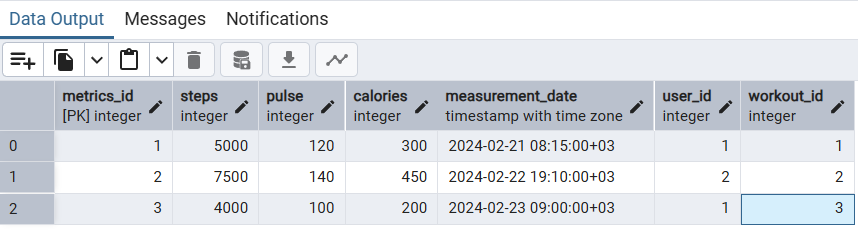 Data Output Messages Notifications
metrics_id steps pulse calories measurement_date user_id workout_id
[PK] integer integer integer integer timestamp with time zone integer integer
0 1 5000 120 300 2024-02-21 08:15:00+03 1 1
1 2 7500 140 450 2024-02-22 19:10:00+03 2 2
2 3 4000 100 200 2024-02-23 09:00:00+03 1 3